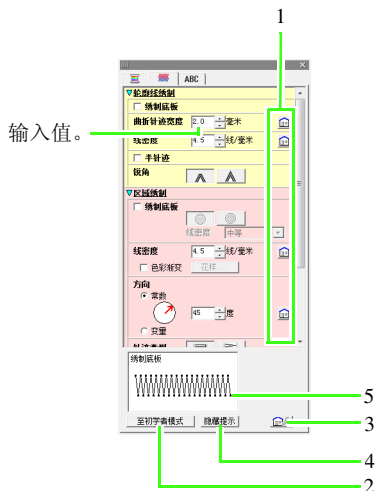 1
ABC
轮廓线绣制
绣制底板
曲折针迹宽度 2.0 毫米
输入值。
线密度 4.5 线/毫米
半针迹
锐角
区域绣制
绣制底板
线密度 中等
线密度 4.5 线/毫米
色彩渐变 花样...
方向
常数
45 度
变量
绣制底板
5
至初学者模式 隐藏提示
3
4
2